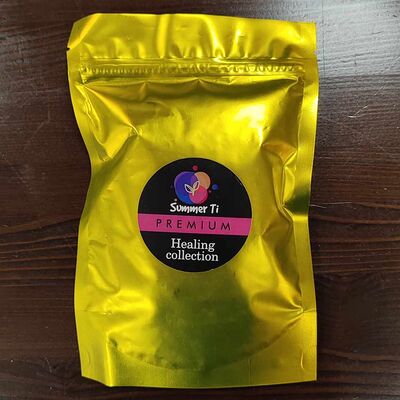 Summer Ti
PREMIUM
Healing
collection